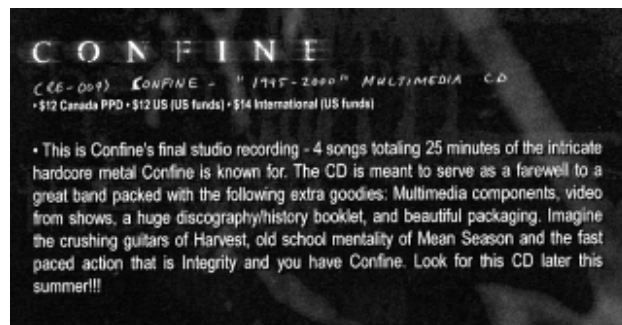 CONFINE
(RE-009) CONFINE - "1995-2000" MULTIMEDIA CD
• $12 Canada PPD • $12 US (US funds) • $14 International (US funds)
• This is Confine's final studio recording - 4 songs totaling 25 minutes of the intricate
hardcore metal Confine is known for. The CD is meant to serve as a farewell to a
great band packed with the following extra goodies: Multimedia components, video
from shows, a huge discography/history booklet, and beautiful packaging. Imagine
the crushing guitars of Harvest, old school mentality of Mean Season and the fast
paced action that is Integrity and you have Confine. Look for this CD later this
summer!!!